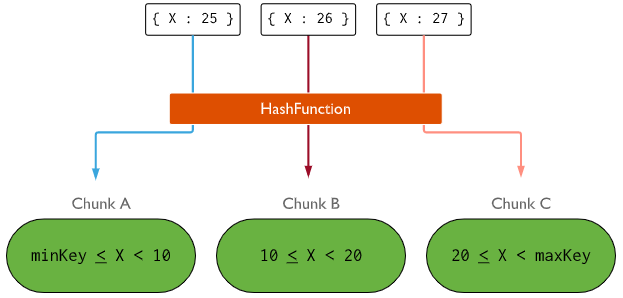 { X : 25 } { X : 26 } { X : 27 }
HashFunction
Chunk A Chunk B Chunk C
minKey ≤ X < 10 10 ≤ X < 20 20 ≤ X < maxKey